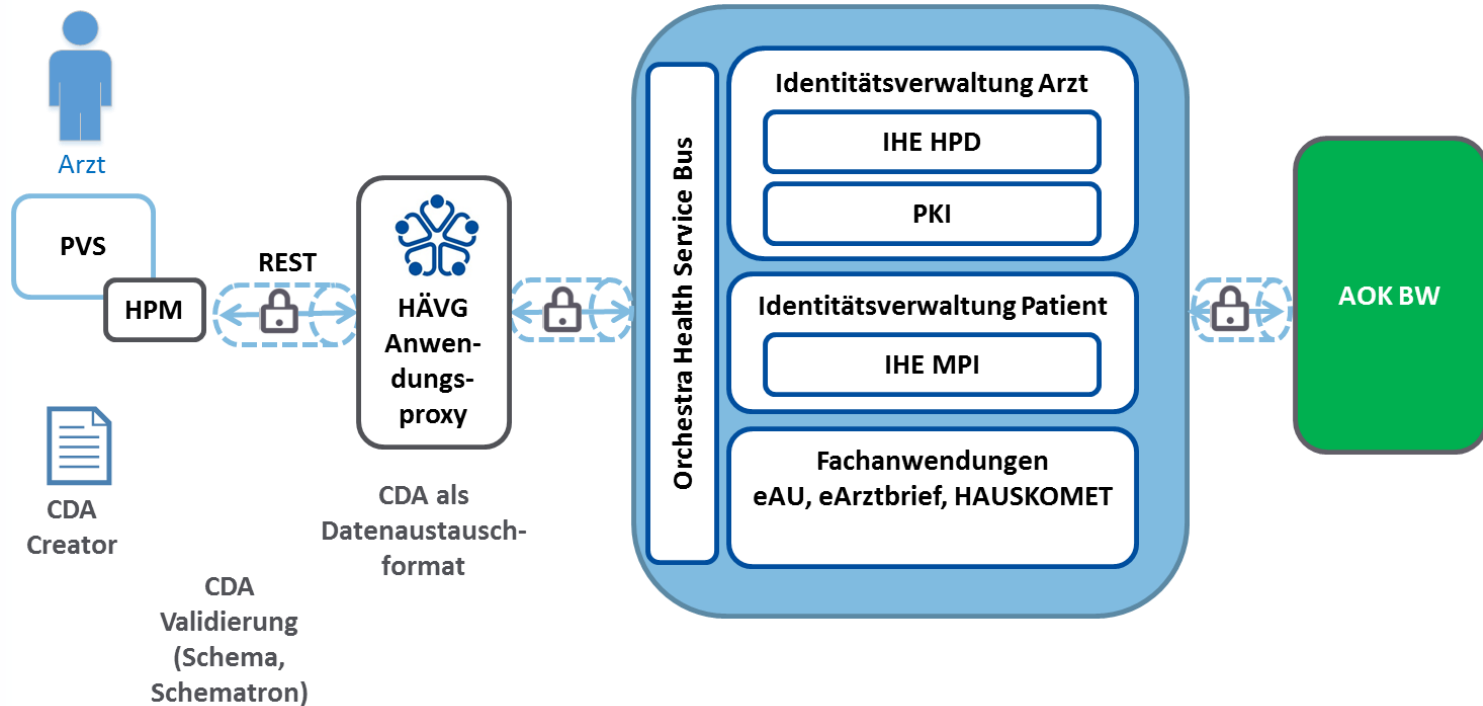 Arzt
PVS
HPM
REST
CDA
Creator
CDA
Validierung
(Schema,
Schematron)
HÄVG
Anwen-
dungs-
proxy
CDA als
Datenaustausch-
format
Orchestra Health Service Bus
Identitätsverwaltung Arzt
IHE HPD
PKI
Identitätsverwaltung Patient
IHE MPI
Fachanwendungen
eAU, eArztbrief, HAUSKOMET
AOK BW